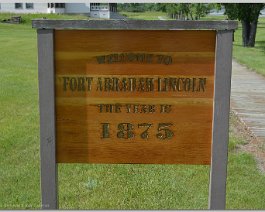 WELCOME TO
FORT ABRAHAM LINCOLN
THE YEAR IS
1875